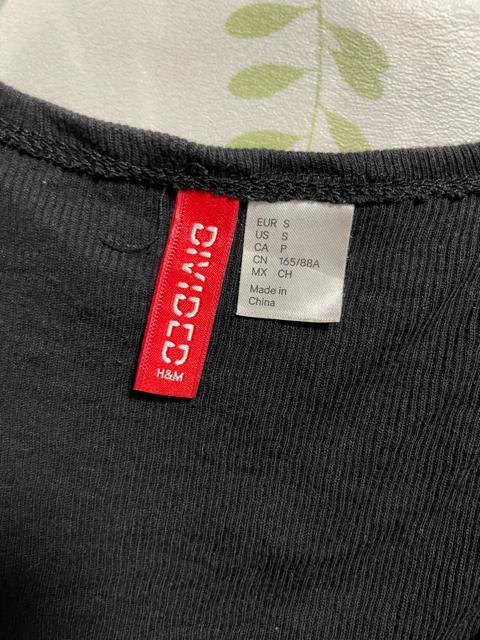 DIVIDED
H&M
EUR S
US S
CA P
CN 165/88A
MX CH
Made in
China